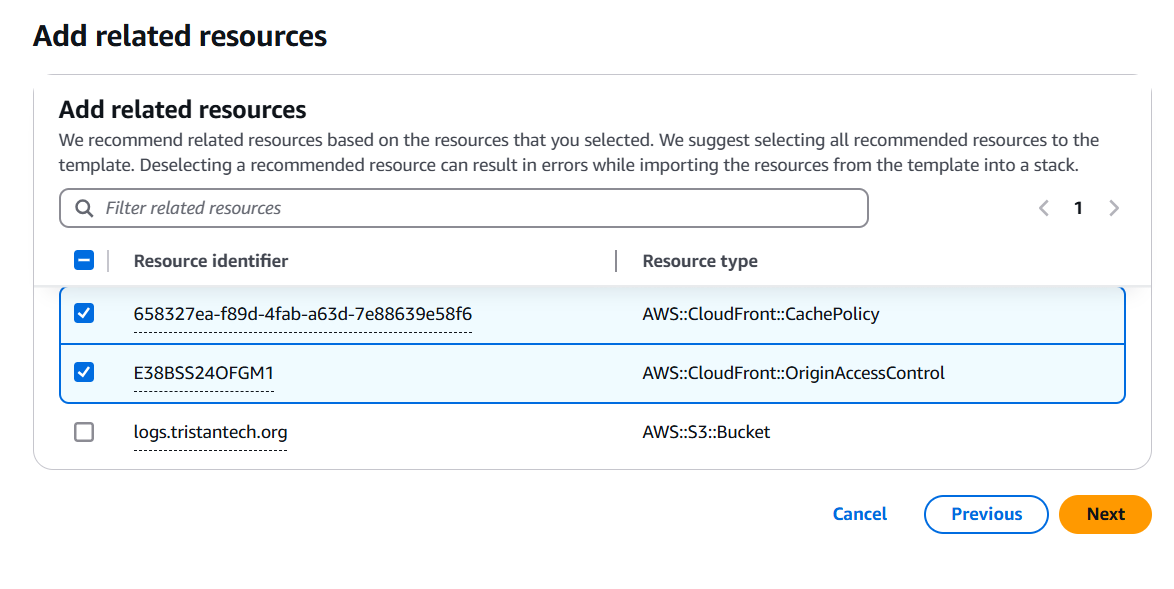 Add related resources
Add related resources
We recommend related resources based on the resources that you selected. We suggest selecting all recommended resources to the
template. Deselecting a recommended resource can result in errors while importing the resources from the template into a stack.
Filter related resources
1
Resource identifier Resource type
658327ea-f89d-4fab-a63d-7e88639e58f6 AWS::CloudFront::CachePolicy
E38BSS24OFGM1 AWS::CloudFront::OriginAccessControl
logs.tristantech.org AWS::S3::Bucket
Cancel Previous Next